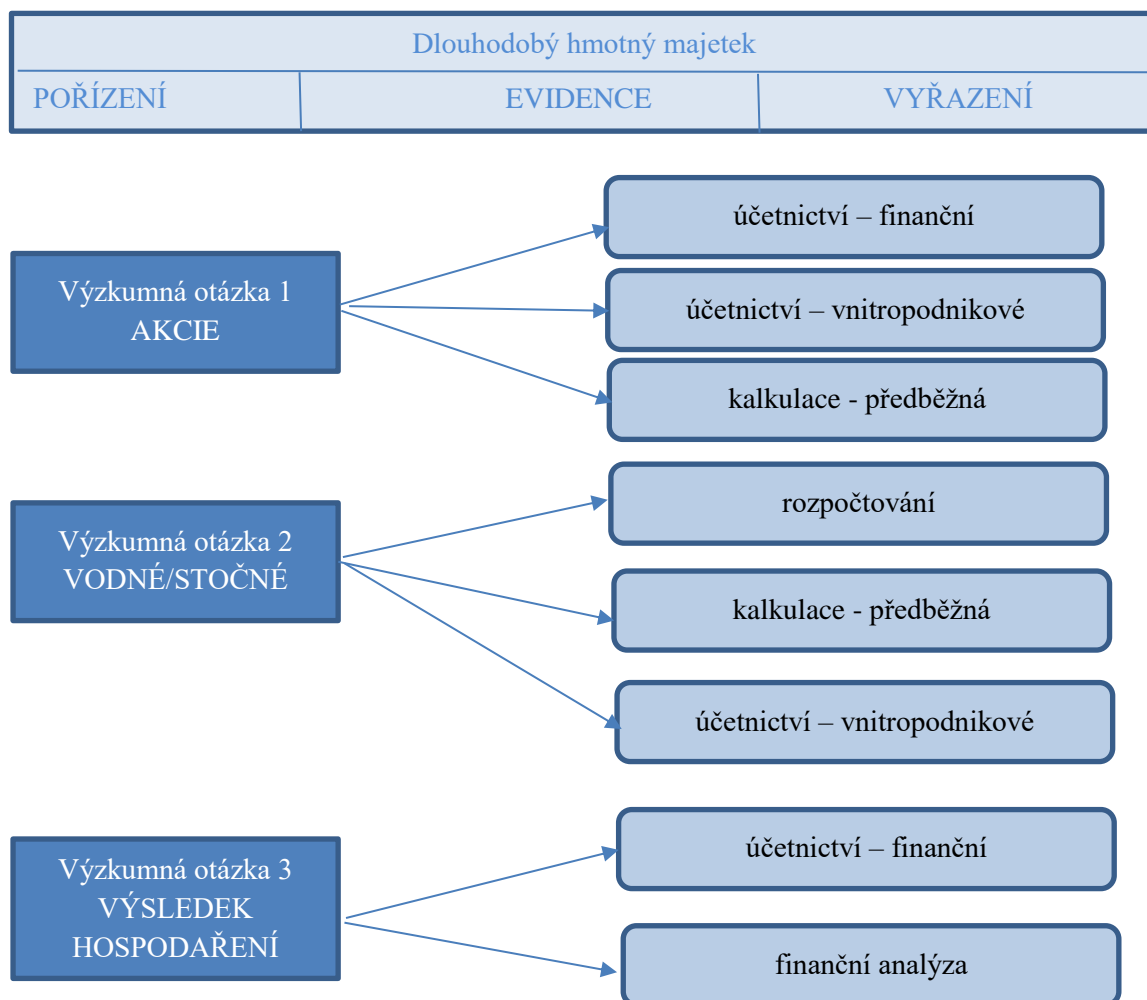 Dlouhodobý hmotný majetek
POŘÍZENÍ EVIDENCE VYŘAZENÍ
Výzkumná otázka 1
AKCIE
účetnictví – finanční
účetnictví – vnitropodnikové
kalkulace - předběžná
Výzkumná otázka 2
VODNÉ/STOČNÉ
rozpočtování
kalkulace - předběžná
účetnictví – vnitropodnikové
Výzkumná otázka 3
VÝSLEDEK
HOSPODAŘENÍ
účetnictví – finanční
finanční analýza